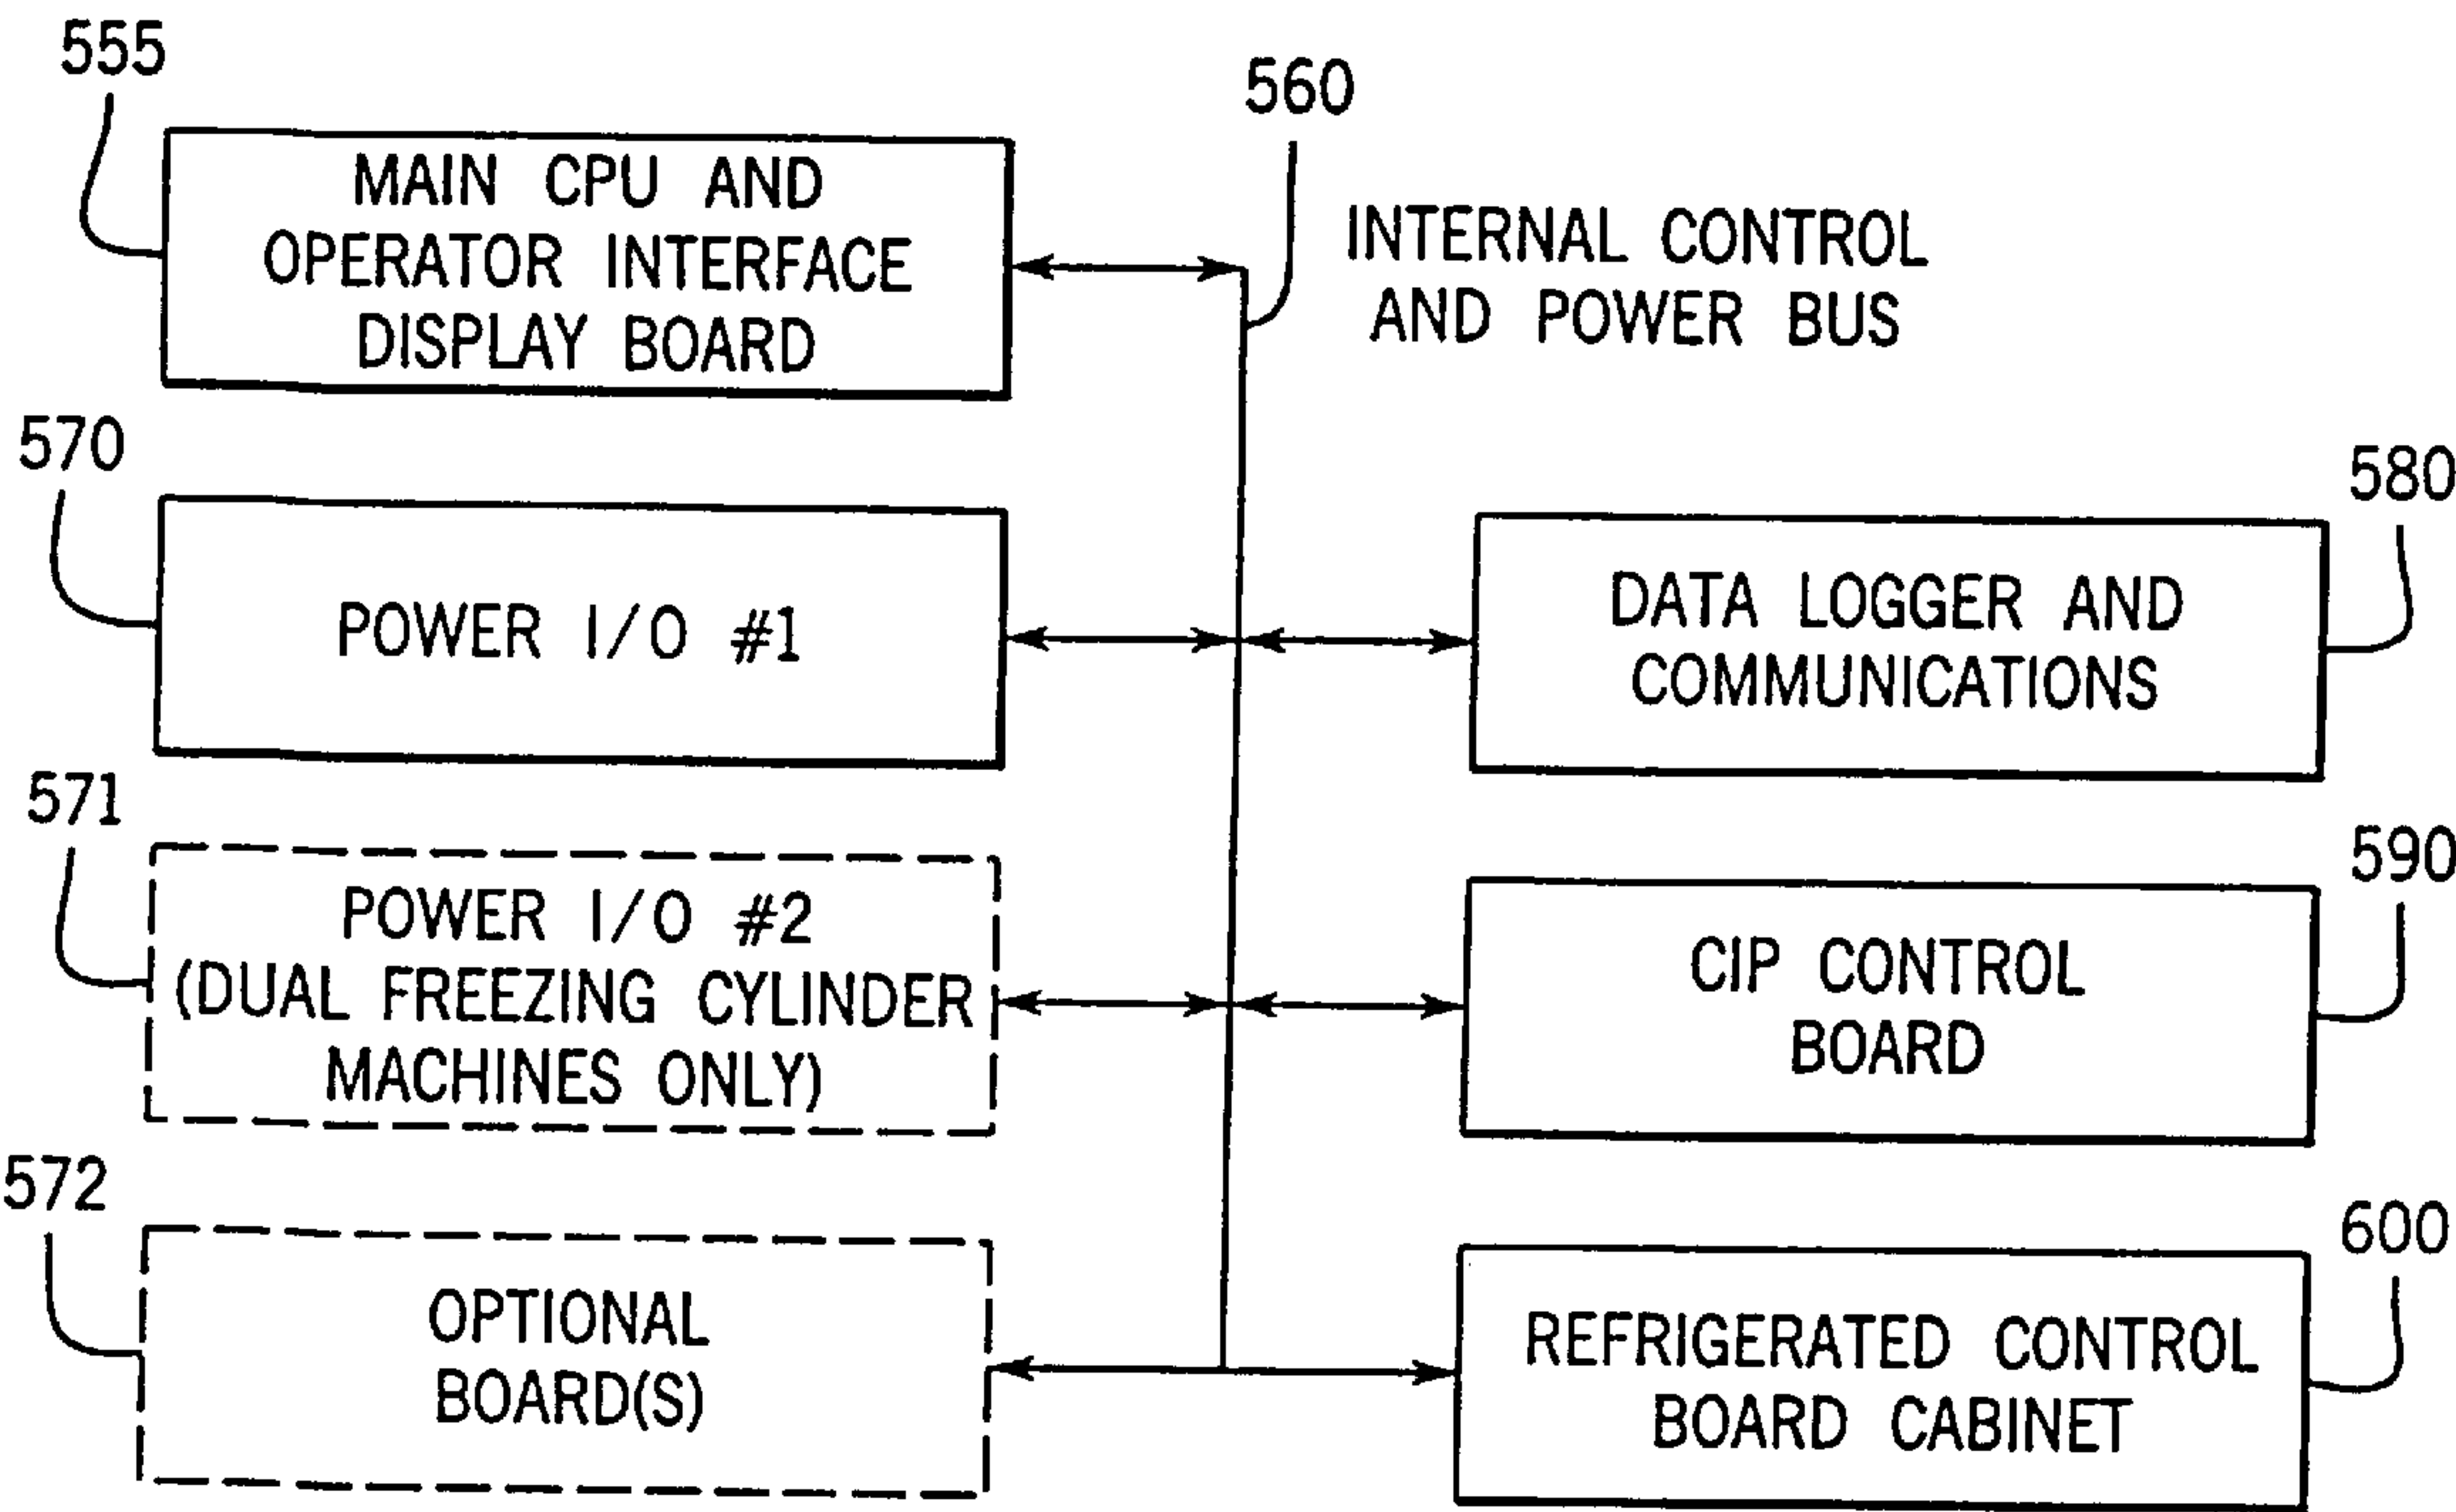 555
MAIN CPU AND
OPERATOR INTERFACE
DISPLAY BOARD
560
INTERNAL CONTROL
AND POWER BUS
570
POWER I/O #1
580
DATA LOGGER AND
COMMUNICATIONS
571
POWER I/O #2
(DUAL FREEZING CYLINDER
MACHINES ONLY)
590
CIP CONTROL
BOARD
572
OPTIONAL
BOARD(S)
600
REFRIGERATED CONTROL
BOARD CABINET